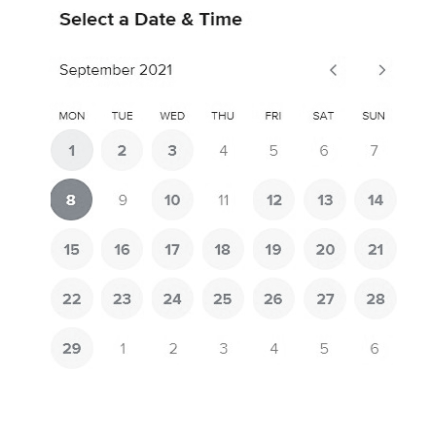 Select a Date & Time
September 2021
MON TUE WED THU FRI SAT SUN
1 2 3 4 5 6 7
8 9 10 11 12 13 14
15 16 17 18 19 20 21
22 23 24 25 26 27 28
29 1 2 3 4 5 6